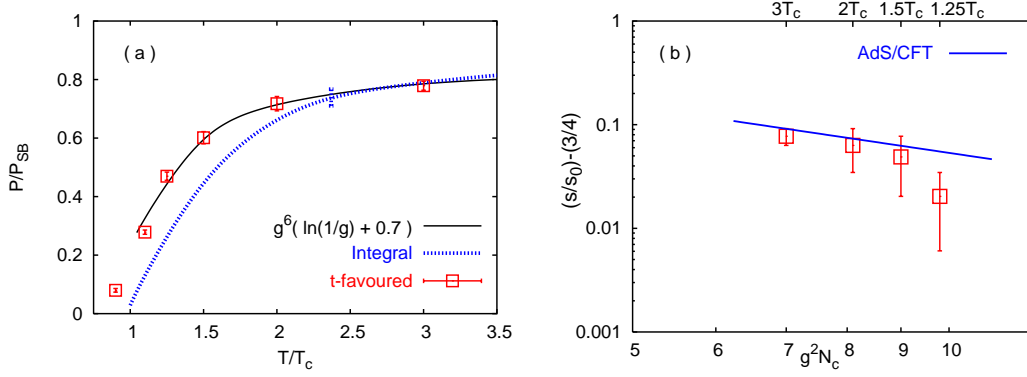 ( a )
P/P_SB
1
0.8
0.6
0.4
0.2
0
g^6( ln(1/g) + 0.7 )
Integral
t-favoured
1 1.5 2 2.5 3 3.5
T/T_c
3T_c 2T_c 1.5T_c 1.25T_c
( b )
AdS/CFT
(s/s_0)-(3/4)
1
0.1
0.01
0.001
5 6 7 8 9 10
g^2N_c